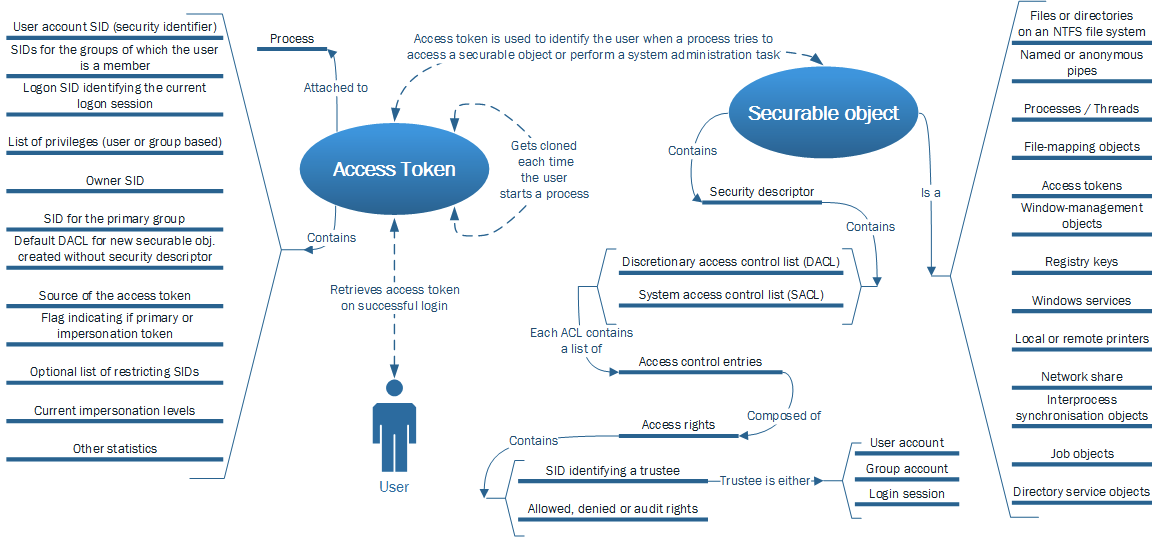 User account SID (security identifier)
SIDs for the groups of which the user
is a member
Logon SID identifying the current
logon session
List of privileges (user or group based)
Owner SID
SID for the primary group
Default DACL for new securable obj.
created without security descriptor
Source of the access token
Flag indicating if primary or
impersonation token
Optional list of restricting SIDs
Current impersonation levels
Other statistics
Contains
Process
Attached to
Access Token
Access token is used to identify the user when a process tries to
access a securable object or perform a system administration task
Gets cloned
each time
the user
starts a process
Retrieves access token
on successful login
User
Securable object
Contains
Security descriptor
Contains
Discretionary access control list (DACL)
System access control list (SACL)
Each ACL contains
a list of
Access control entries
Composed of
Access rights
Contains
SID identifying a trustee
Allowed, denied or audit rights
Trustee is either
User account
Group account
Login session
Is a
Files or directories
on an NTFS file system
Named or anonymous
pipes
Processes / Threads
File-mapping objects
Access tokens
Window-management
objects
Registry keys
Windows services
Local or remote printers
Network share
Interprocess
synchronisation objects
Job objects
Directory service objects